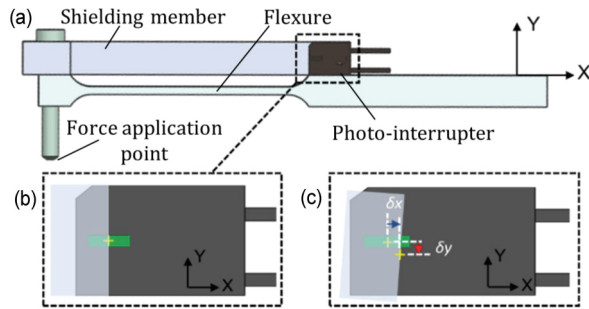 (a)
Shielding member
Flexure
Y
X
Force application
point
Photo-interrupter
(b)
Y
X
(c)
δx
δy
Y
X